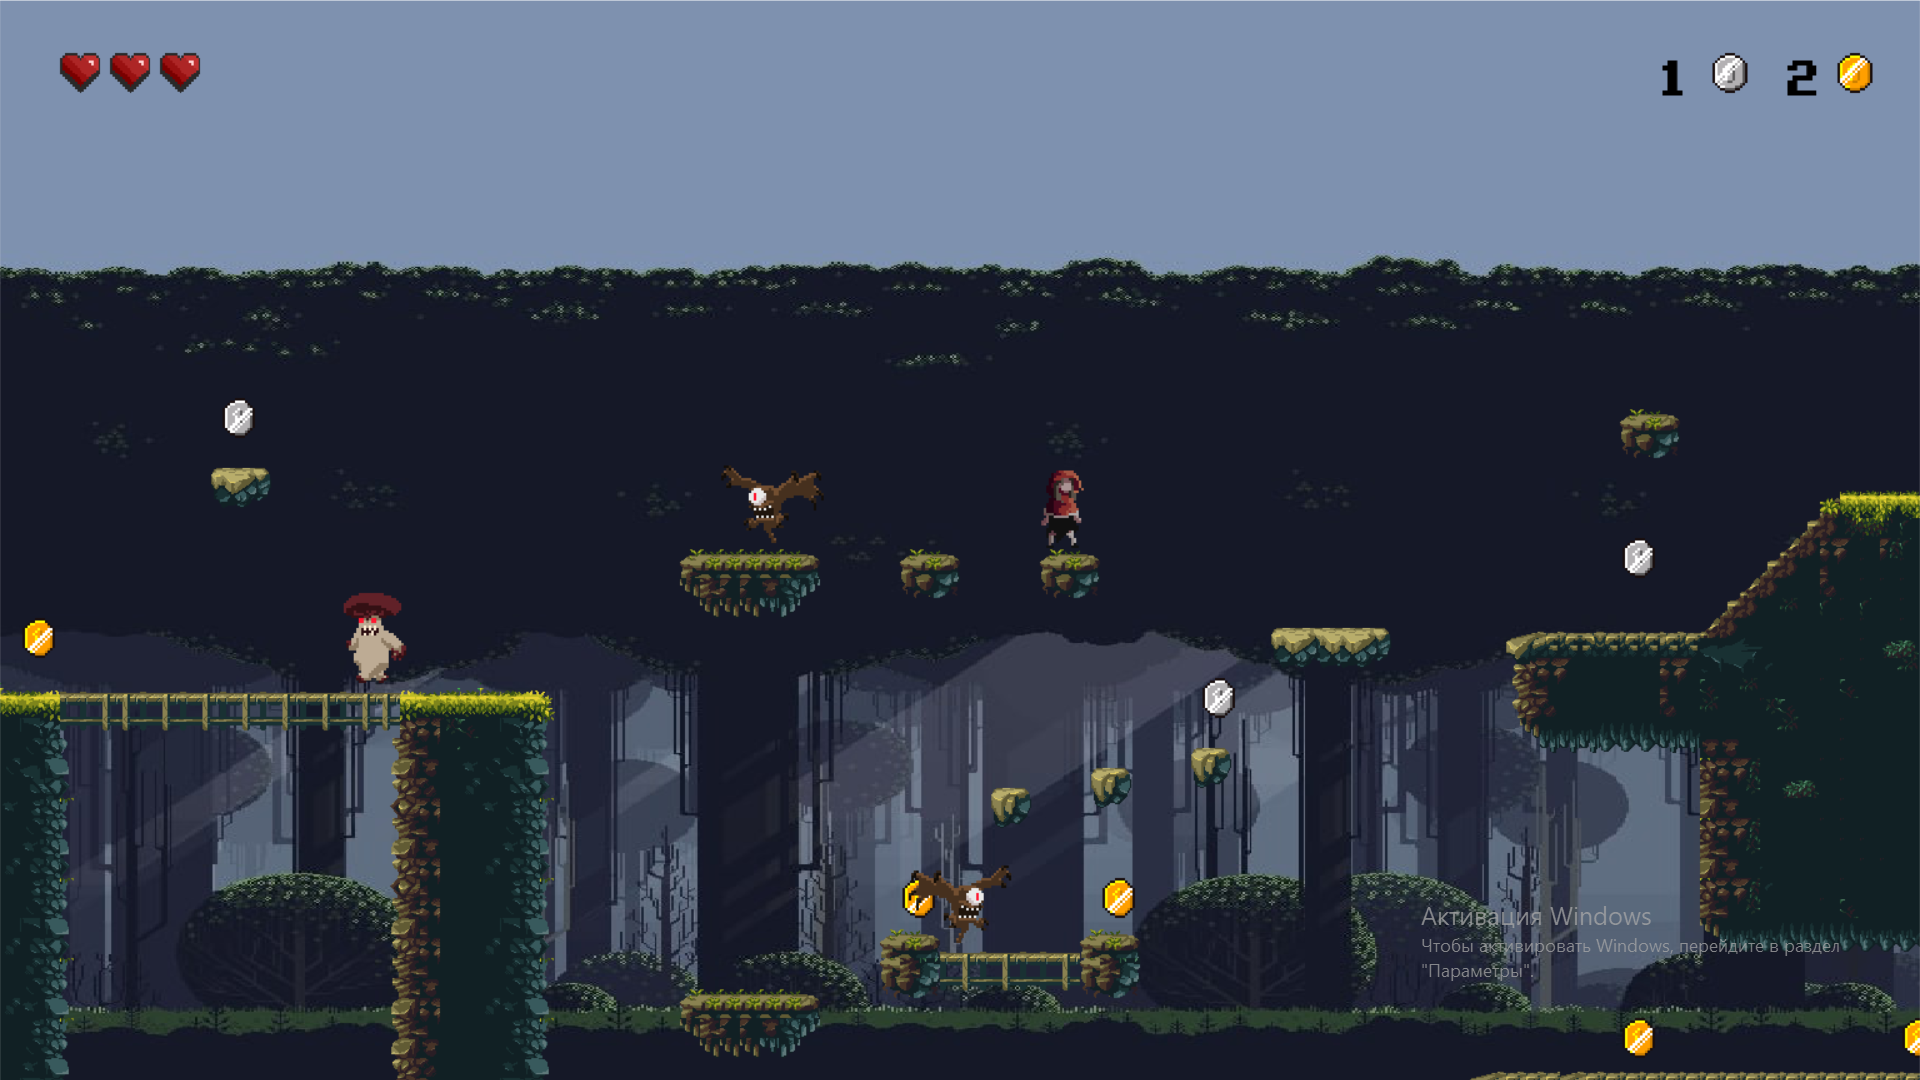 1 2
Активация Windows
Чтобы активировать Windows, перейдите в раздел
"Параметры".